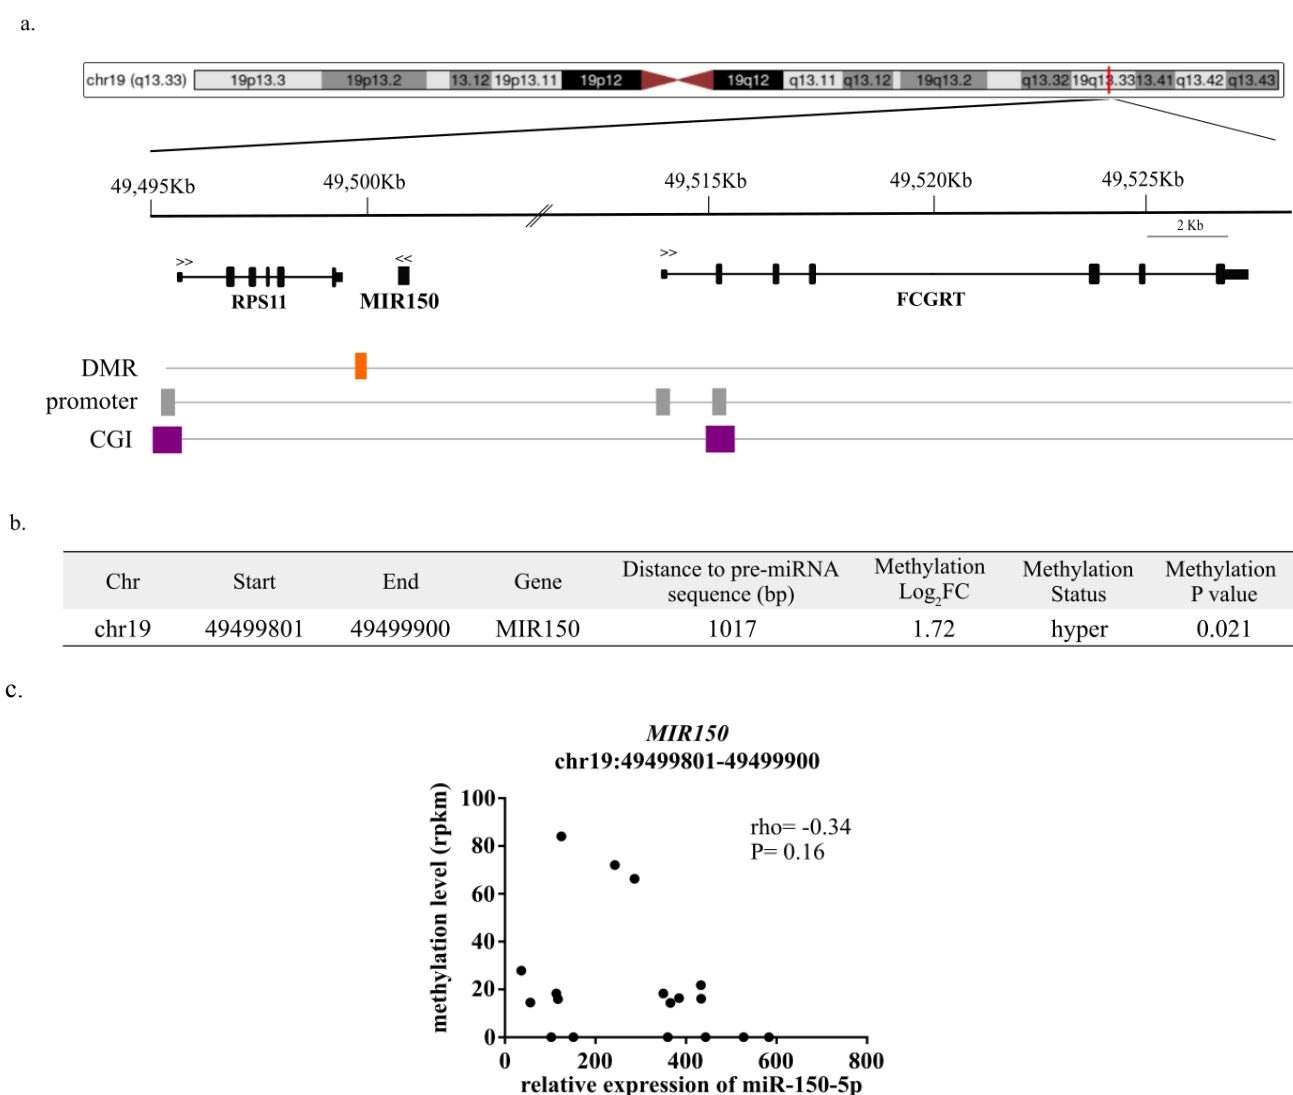 a.
chr19 (q13.33) 19p13.3 19p13.2 13.12 19p13.11 19p12 19q12 q13.11 q13.12 19q13.2 q13.32 19q13.33 13.41 q13.42 q13.43
49,495Kb 49,500Kb 49,515Kb 49,520Kb 49,525Kb
2 Kb
>> << >>
RPS11 MIR150 FCGRT
DMR
promoter
CGI
b.
Chr Start End Gene Distance to pre-miRNA sequence (bp) Methylation Log2FC Methylation Status Methylation P value
chr19 49499801 49499900 MIR150 1017 1.72 hyper 0.021
c.
MIR150
chr19:49499801-49499900
methylation level (rpkm)
100
80
60
40
20
0
rho= -0.34
P= 0.16
0 200 400 600 800
relative expression of miR-150-5p